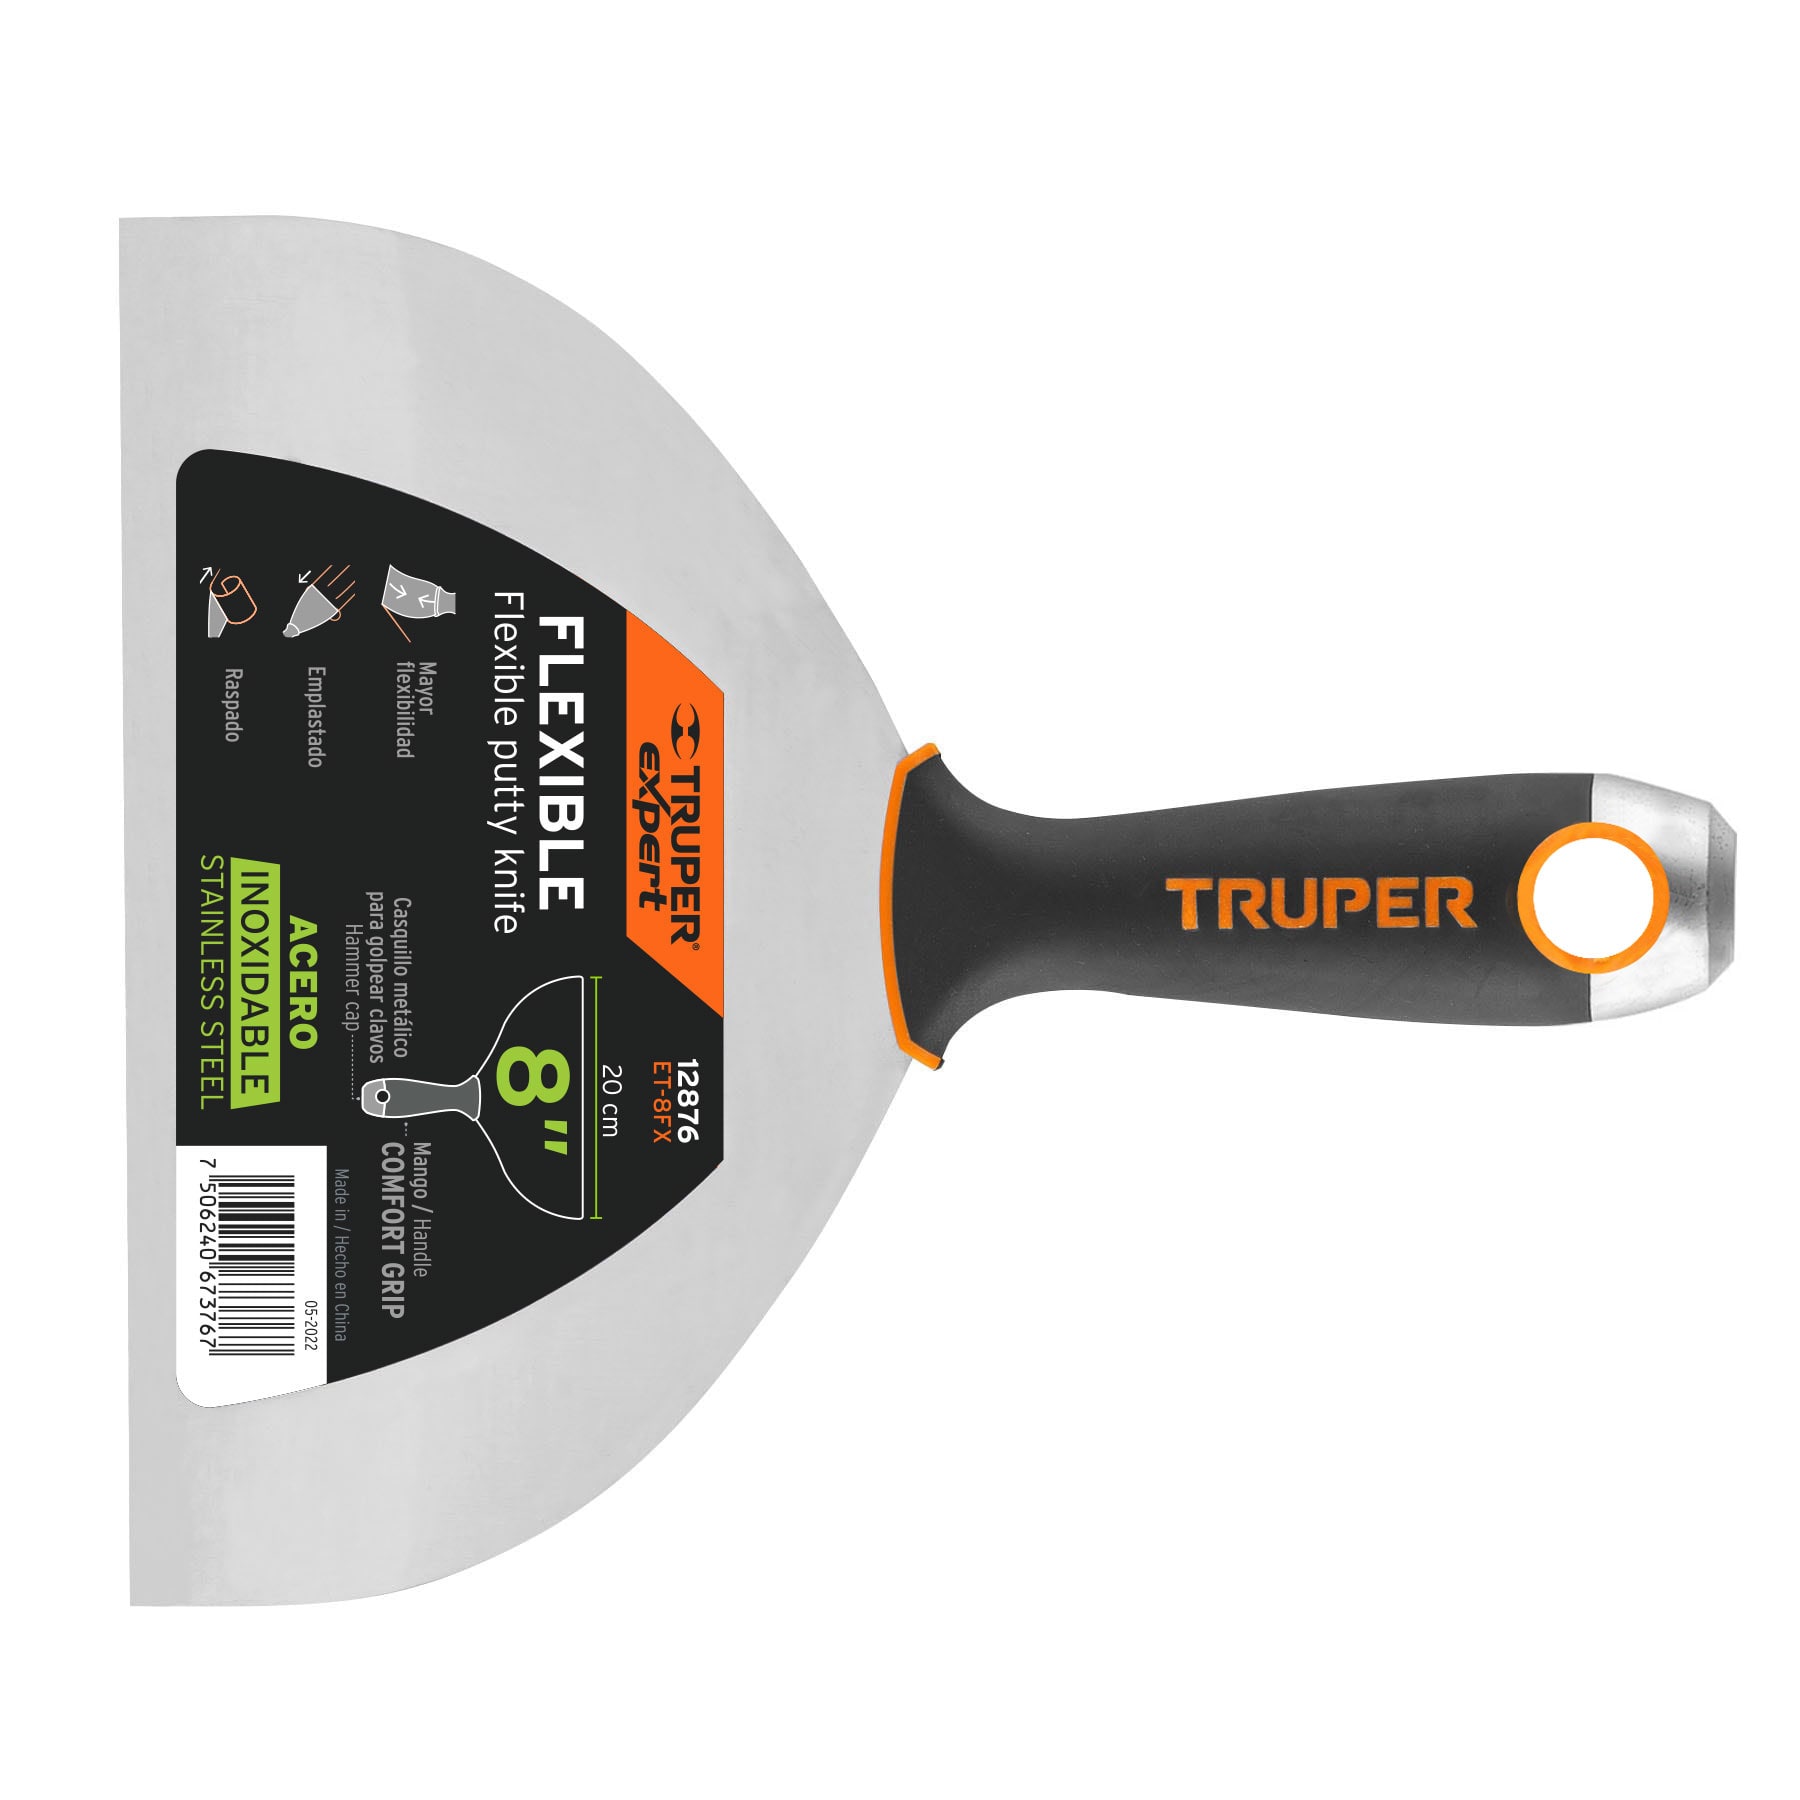 TRUPER®
expert
12876
ET-8FX
FLEXIBLE
Flexible putty knife
20 cm
8"
Mayor
flexibilidad
Emplastado
Raspado
Casquillo metálico
para golpear clavos
Hammer cap
Mango / Handle
COMFORT GRIP
ACERO
INOXIDABLE
STAINLESS STEEL
Made in / Hecho en China
05-2022
7 506240 673767
TRUPER